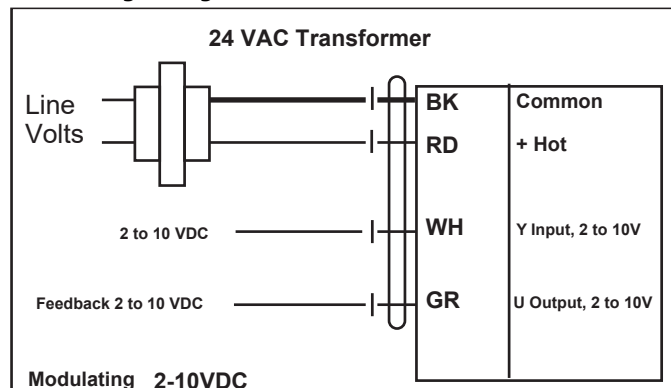 24 VAC Transformer
Line
Volts
BK Common
RD + Hot
2 to 10 VDC WH Y Input, 2 to 10V
Feedback 2 to 10 VDC GR U Output, 2 to 10V
Modulating 2-10VDC